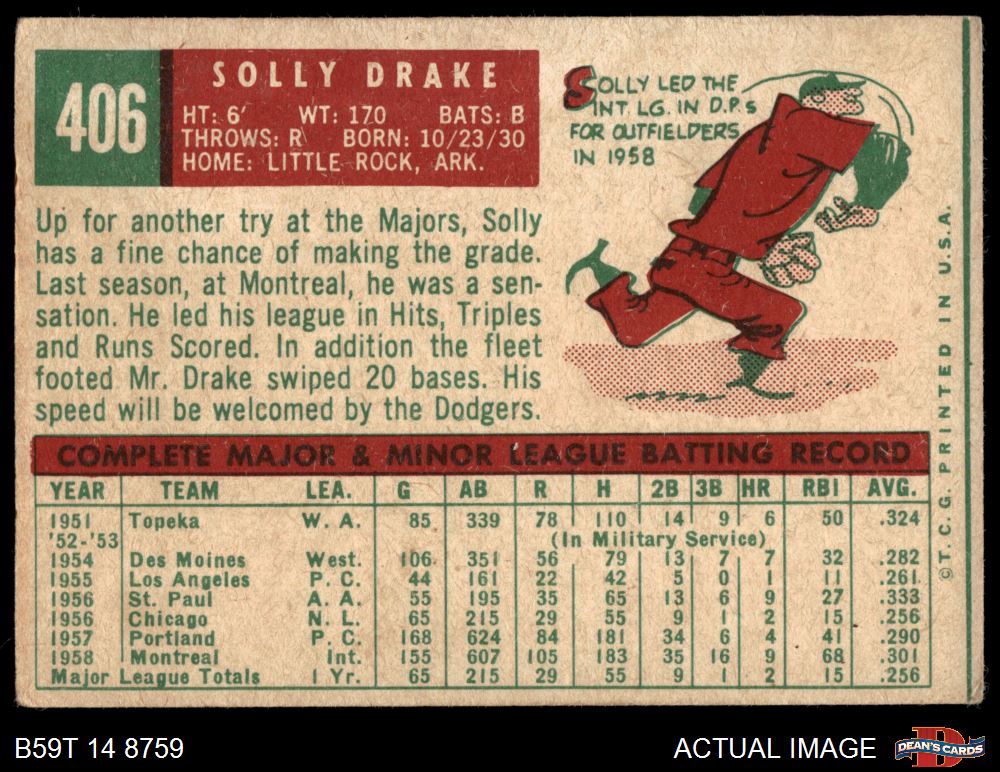 406
SOLLY DRAKE
HT: 6' WT: 170 BATS: B
THROWS: R BORN: 10/23/30
HOME: LITTLE ROCK, ARK.
SOLLY LED THE
INT. LG. IN D.P.s
FOR OUTFIELDERS
IN 1958
Up for another try at the Majors, Solly
has a fine chance of making the grade.
Last season, at Montreal, he was a sen-
sation. He led his league in Hits, Triples
and Runs Scored. In addition the fleet
footed Mr. Drake swiped 20 bases. His
speed will be welcomed by the Dodgers.
COMPLETE MAJOR & MINOR LEAGUE BATTING RECORD
YEAR TEAM LEA. G AB R H 2B 3B HR RBI AVG.
1951 Topeka W. A. 85 339 78 110 14 9 6 50 .324
'52-'53 (In Military Service)
1954 Des Moines West. 106 351 56 79 13 7 7 32 .282
1955 Los Angeles P. C. 44 161 22 42 5 0 1 11 .261
1956 St. Paul A. A. 55 195 35 65 13 6 9 27 .333
1956 Chicago N. L. 65 215 29 55 9 1 2 15 .256
1957 Portland P. C. 168 624 84 181 34 6 4 41 .290
1958 Montreal Int. 155 607 105 183 35 16 9 68 .301
Major League Totals 1 Yr. 65 215 29 55 9 1 2 15 .256
© T. C. G. PRINTED IN U.S.A.
B59T 14 8759
ACTUAL IMAGE
D
DEAN'S CARDS